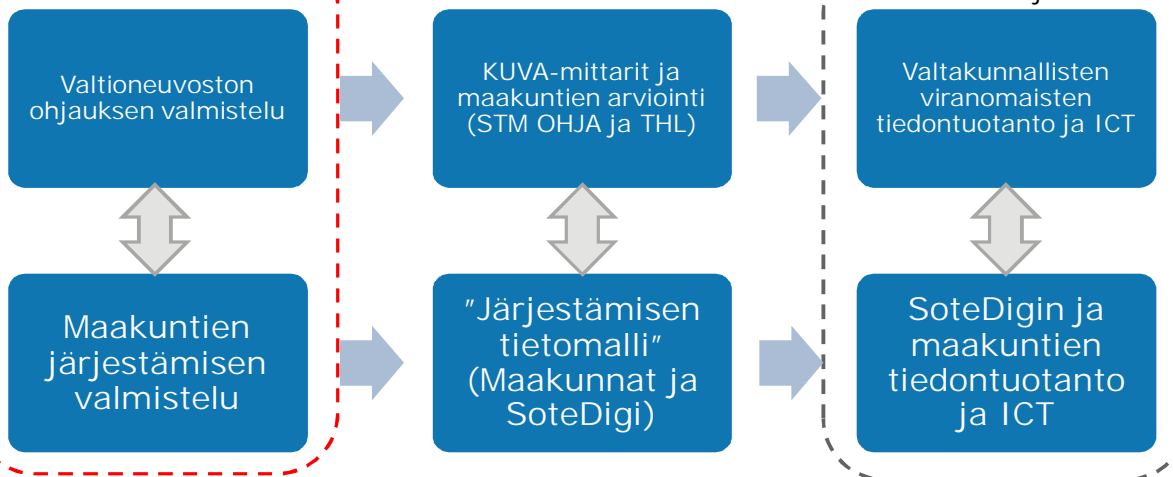 Valtioneuvoston
ohjauksen valmistelu
KUVA-mittarit ja
maakuntien arviointi
(STM OHJA ja THL)
Valtakunnallisten
viranomaisten
tiedontuotanto ja ICT
Maakuntien
järjestämisen
valmistelu
"Järjestämisen
tietomalli"
(Maakunnat ja
SoteDigi)
SoteDigin ja
maakuntien
tiedontuotanto
ja ICT